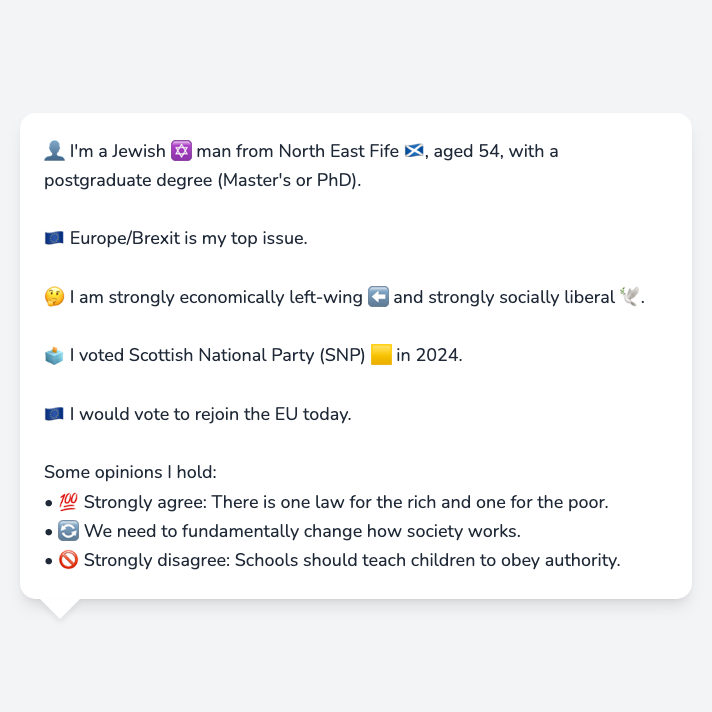 👤 I'm a Jewish ✡️ man from North East Fife 🏴󠁧󠁢󠁳󠁣󠁴󠁿, aged 54, with a
postgraduate degree (Master's or PhD).
🇪🇺 Europe/Brexit is my top issue.
🤔 I am strongly economically left-wing ⬅️ and strongly socially liberal 🕊️.
🗳️ I voted Scottish National Party (SNP) 🟨 in 2024.
🇪🇺 I would vote to rejoin the EU today.
Some opinions I hold:
• 💯 Strongly agree: There is one law for the rich and one for the poor.
• 🔄 We need to fundamentally change how society works.
• 🚫 Strongly disagree: Schools should teach children to obey authority.